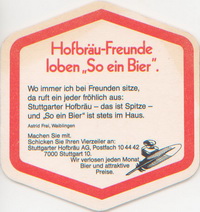 Hofbräu-Freunde
loben „So ein Bier".
Wo immer ich bei Freunden sitze,
da ruft ein jeder fröhlich aus:
Stuttgarter Hofbräu – das ist Spitze –
und „So ein Bier" ist stets im Haus.
Astrid Frei, Waiblingen
Machen Sie mit.
Schicken Sie Ihren Vierzeiler an:
Stuttgarter Hofbräu AG, Postfach 10 44 42
7000 Stuttgart 10.
Wir verlosen jeden Monat
Bier und attraktive
Preise.